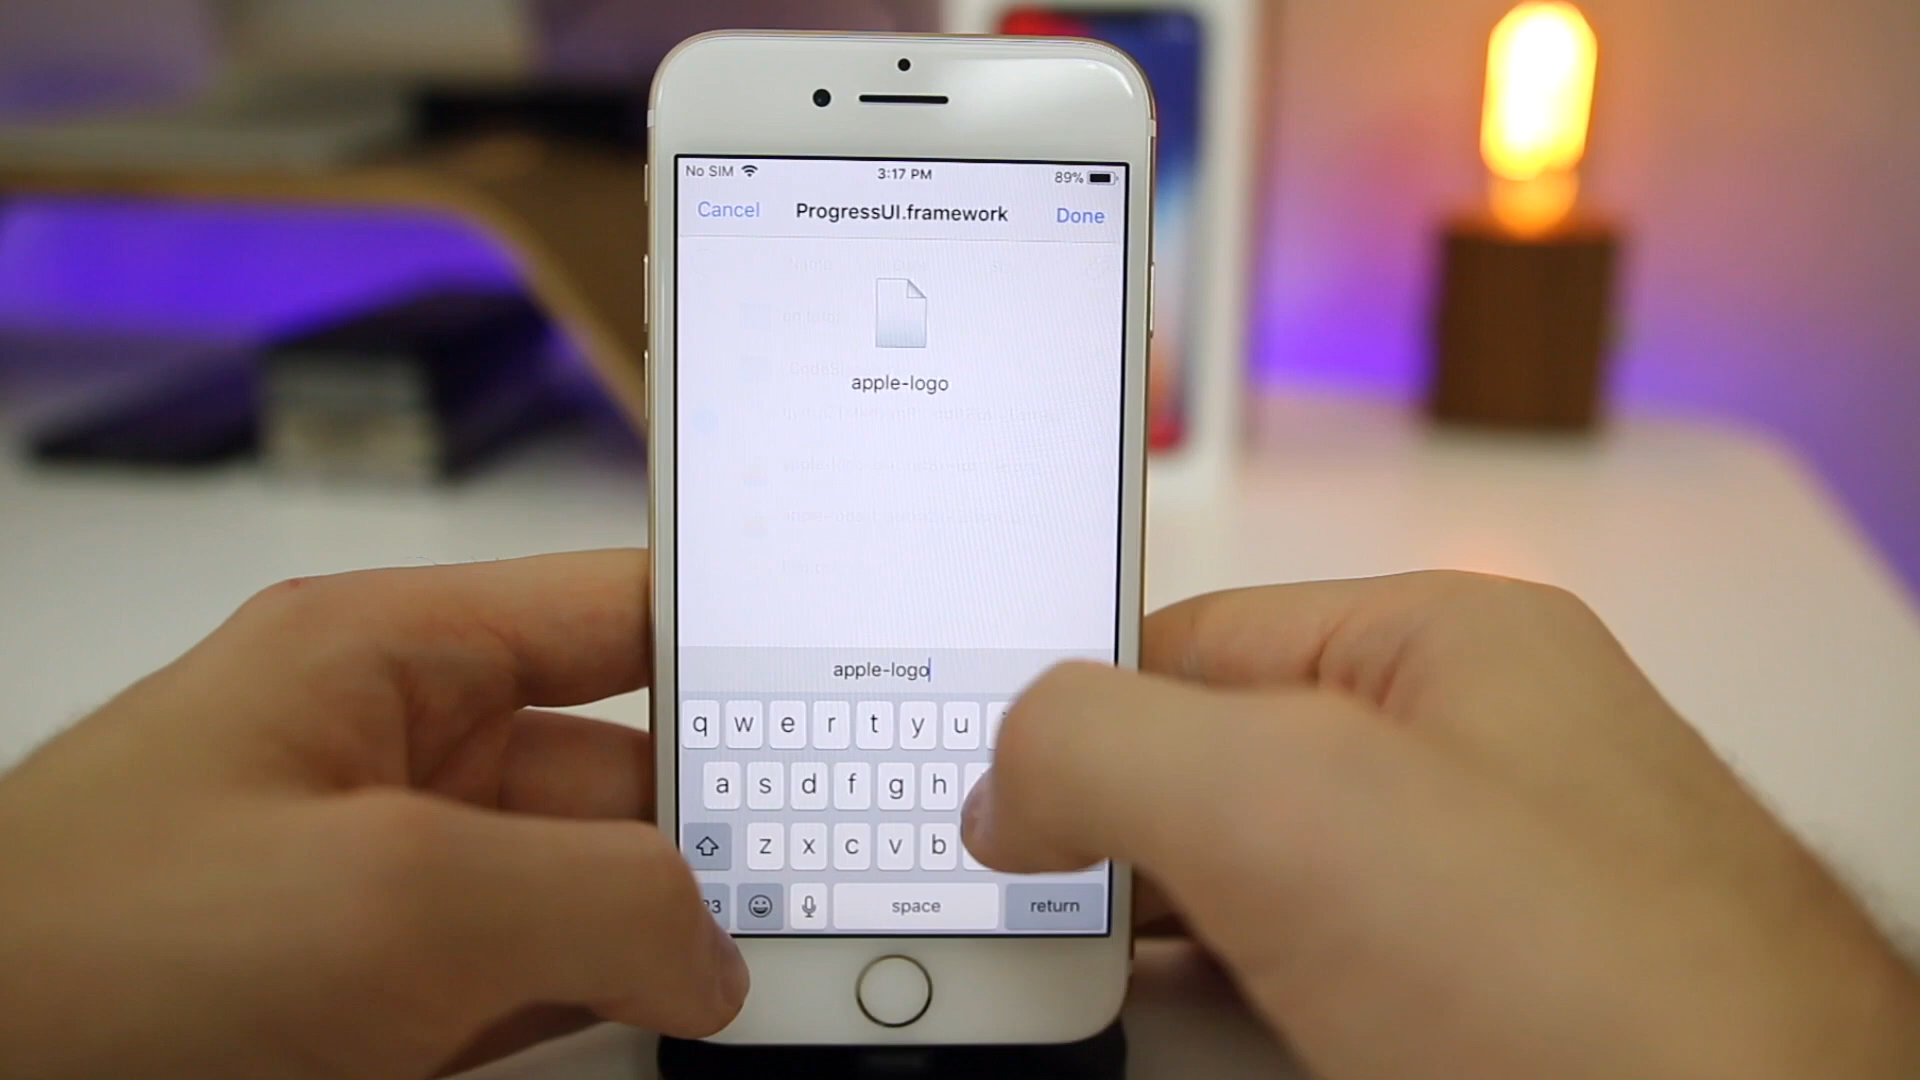 No SIM 3:17 PM 89%
Cancel ProgressUI.framework Done
apple-logo
apple-logo
q w e r t y u
a s d f g h
z x c v b
space return